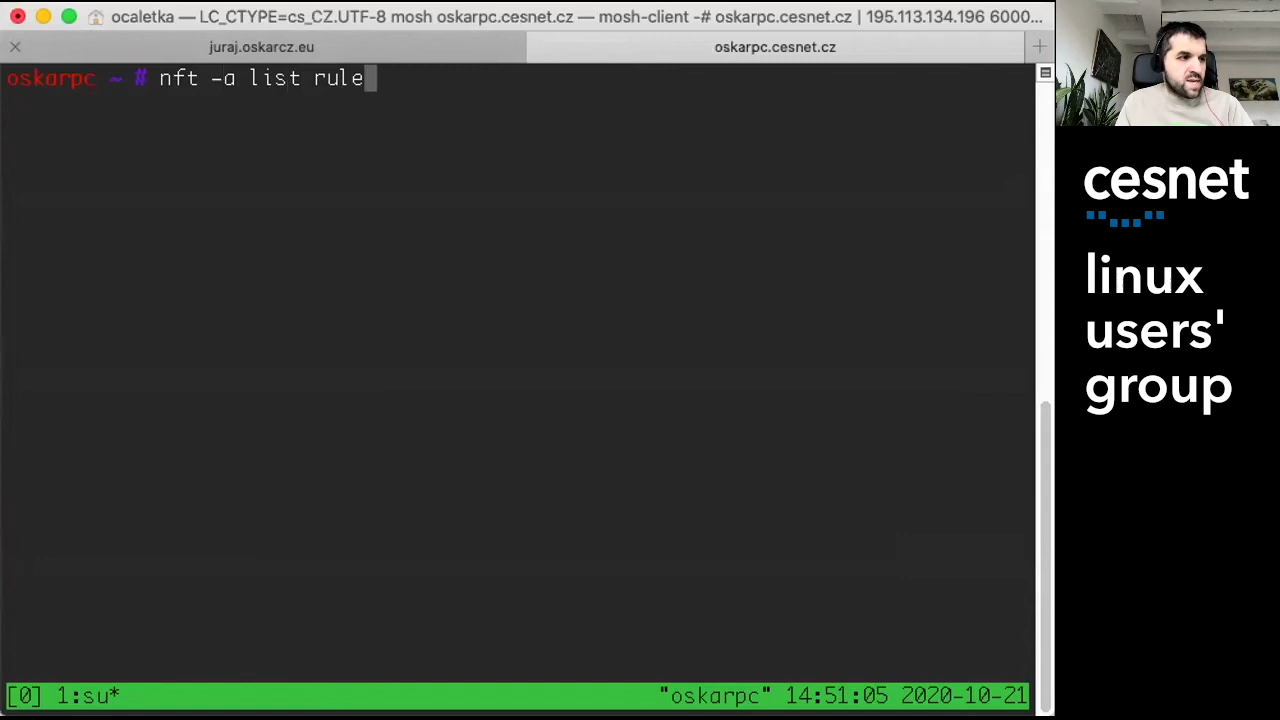 ocaletka — LC_CTYPE=cs_CZ.UTF-8 mosh oskarpc.cesnet.cz — mosh-client -# oskarpc.cesnet.cz | 195.113.134.196 6000...
juraj.oskarcz.eu
oskarpc.cesnet.cz
oskarpc ~ # nft -a list rule
cesnet
linux
users'
group
[0] 1:su* "oskarpc" 14:51:05 2020-10-21